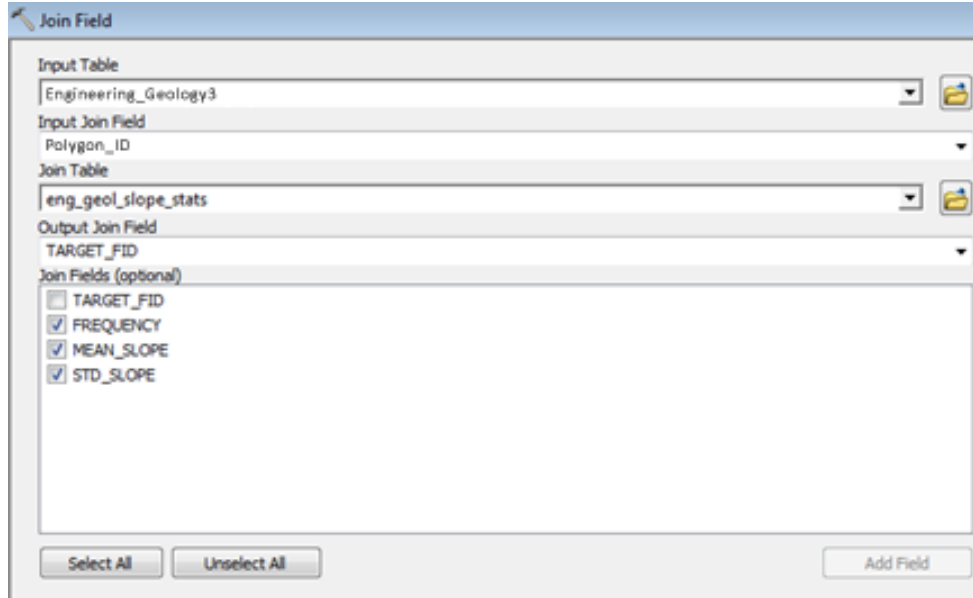 Join Field
Input Table
Engineering_Geology3
Input Join Field
Polygon_ID
Join Table
eng_geol_slope_stats
Output Join Field
TARGET_FID
Join Fields (optional)
TARGET_FID
FREQUENCY
MEAN_SLOPE
STD_SLOPE
Select All Unselect All Add Field